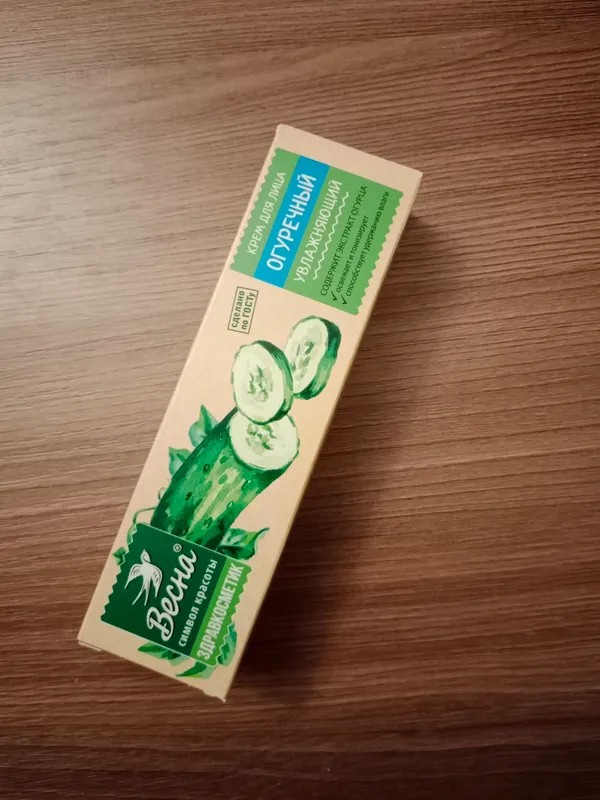 КРЕМ ДЛЯ ЛИЦА
ОГУРЕЧНЫЙ
УВЛАЖНЯЮЩИЙ
СОДЕРЖИТ ЭКСТРАКТ ОГУРЦА
✓ освежает и тонизирует
✓ способствует удержанию влаги
сделано
по ГОСТу
Весна®
символ красоты
ЗДРАВКОСМЕТИК